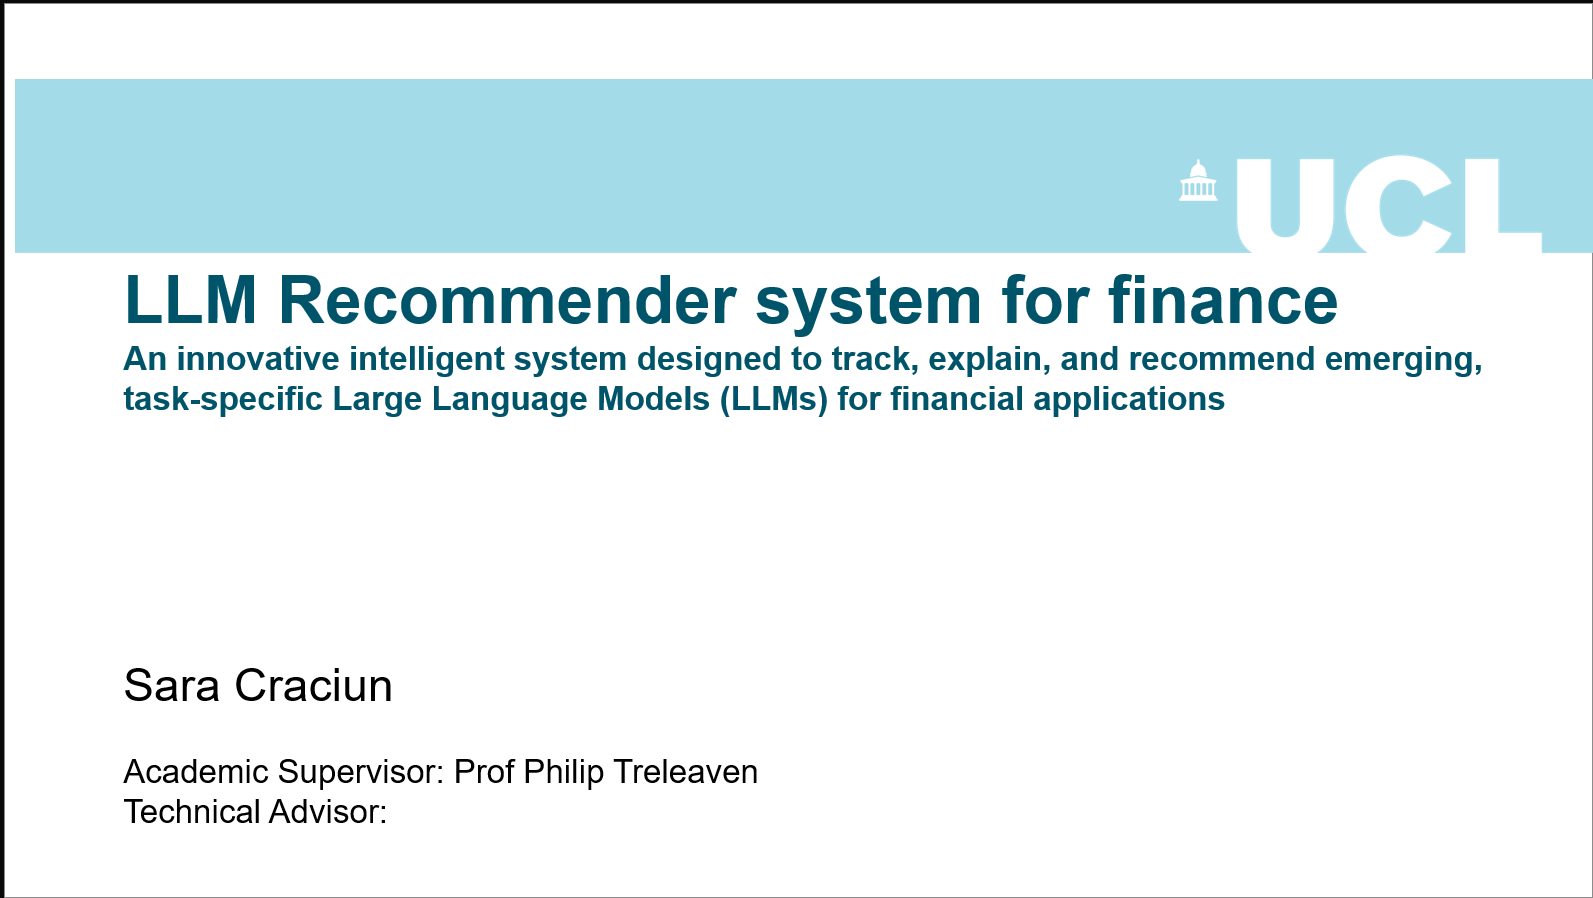 UCL
LLM Recommender system for finance
An innovative intelligent system designed to track, explain, and recommend emerging,
task-specific Large Language Models (LLMs) for financial applications
Sara Craciun
Academic Supervisor: Prof Philip Treleaven
Technical Advisor: